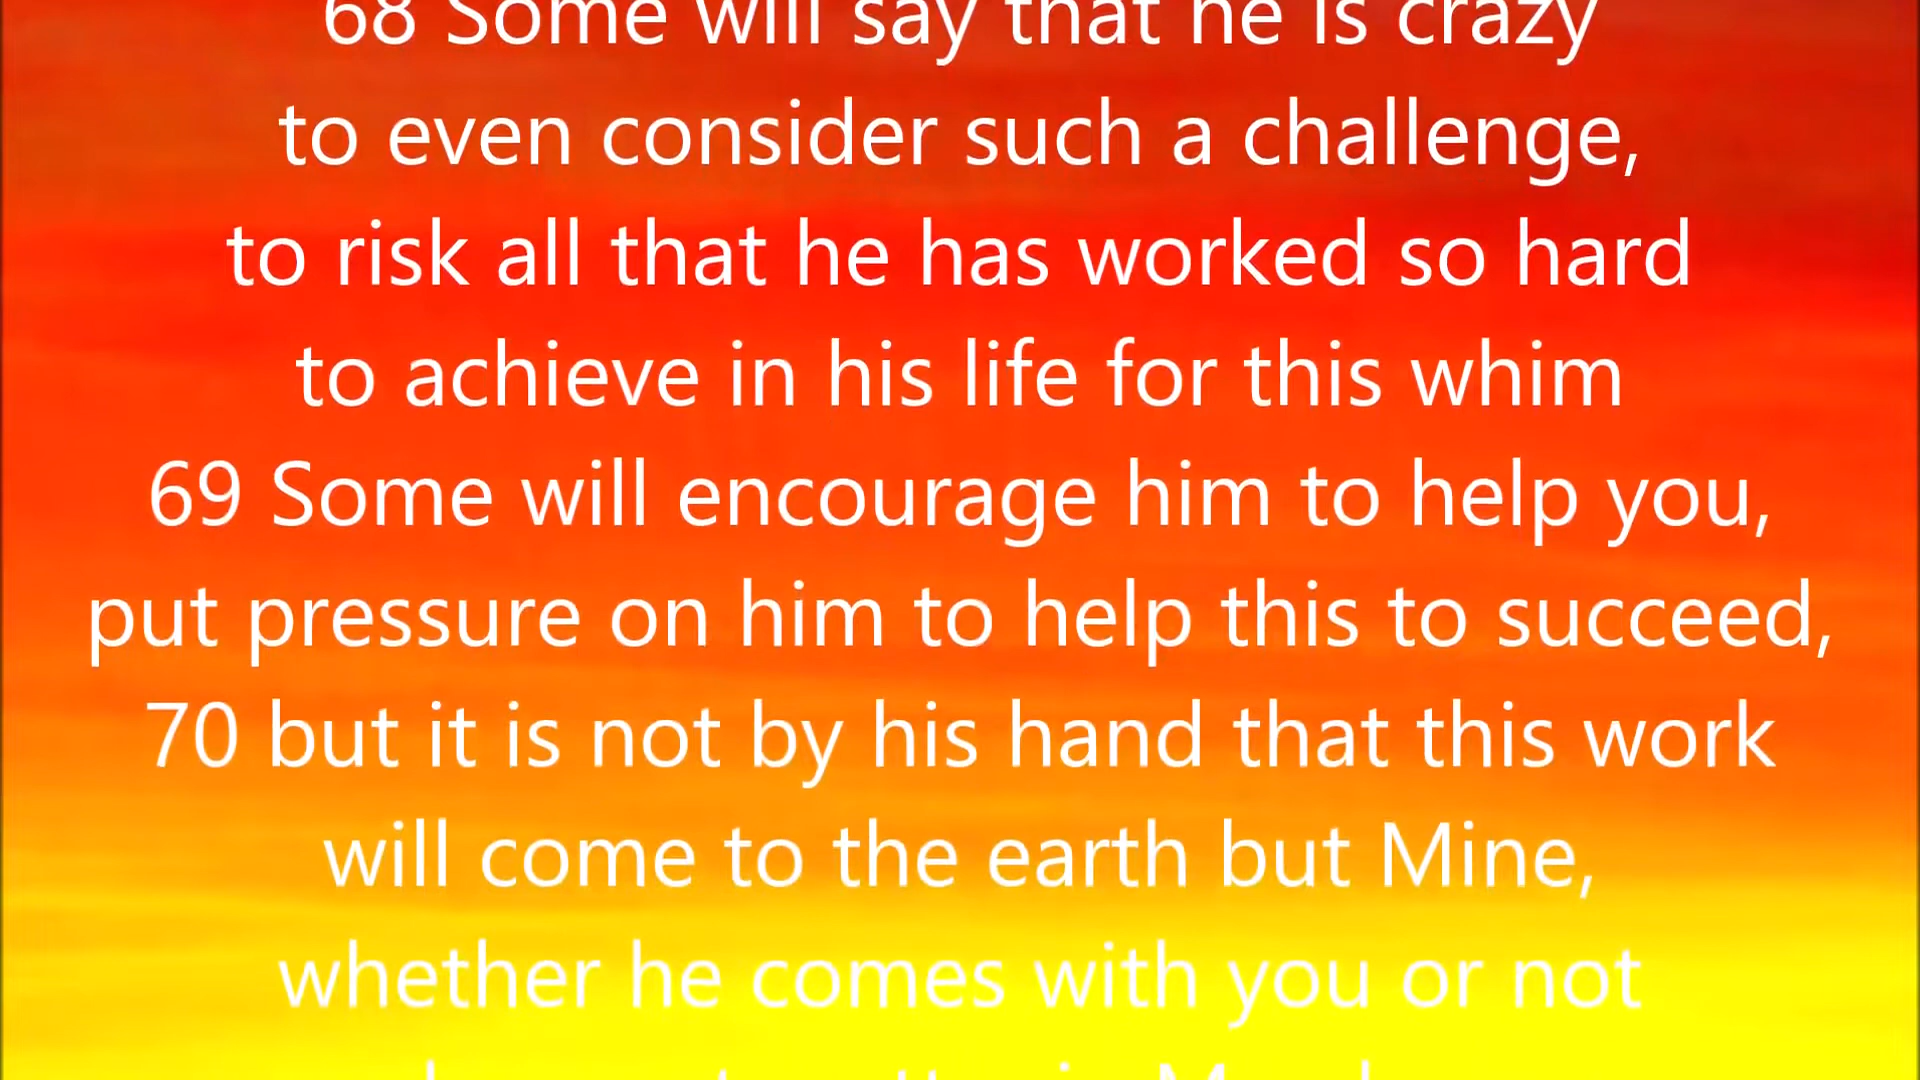 68 Some will say that he is crazy
to even consider such a challenge,
to risk all that he has worked so hard
to achieve in his life for this whim
69 Some will encourage him to help you,
put pressure on him to help this to succeed,
70 but it is not by his hand that this work
will come to the earth but Mine,
whether he comes with you or not